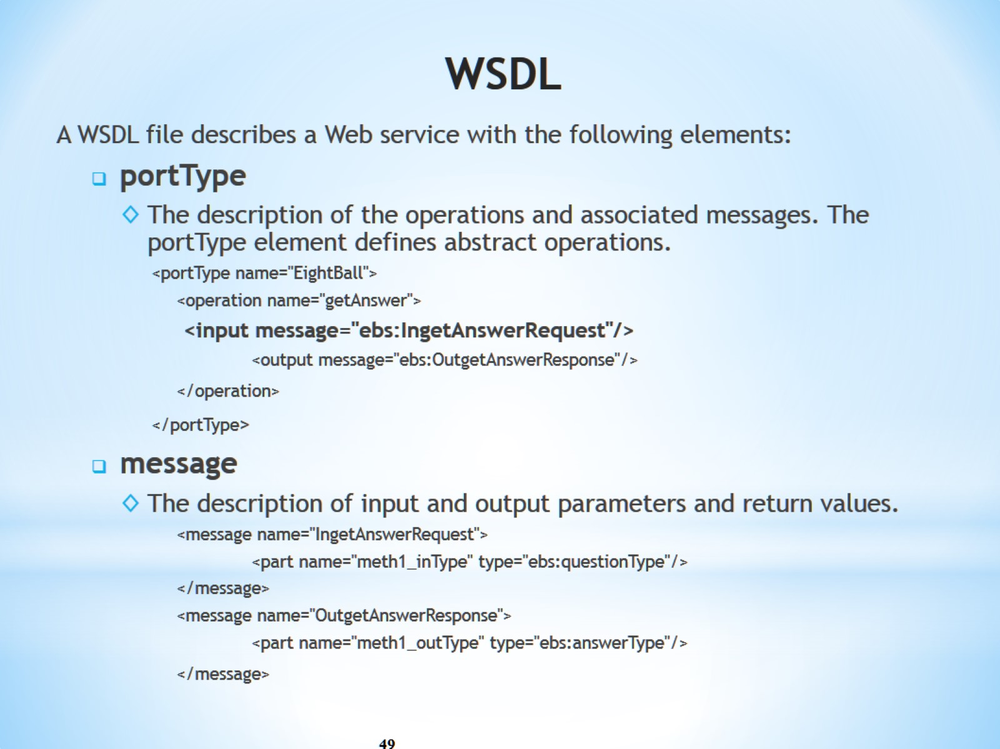 WSDL
A WSDL file describes a Web service with the following elements:
portType
The description of the operations and associated messages. The
portType element defines abstract operations.
<portType name="EightBall">
<operation name="getAnswer">
<input message="ebs:IngetAnswerRequest"/>
<output message="ebs:OutgetAnswerResponse"/>
</operation>
</portType>
message
The description of input and output parameters and return values.
<message name="IngetAnswerRequest">
<part name="meth1_inType" type="ebs:questionType"/>
</message>
<message name="OutgetAnswerResponse">
<part name="meth1_outType" type="ebs:answerType"/>
</message>
49